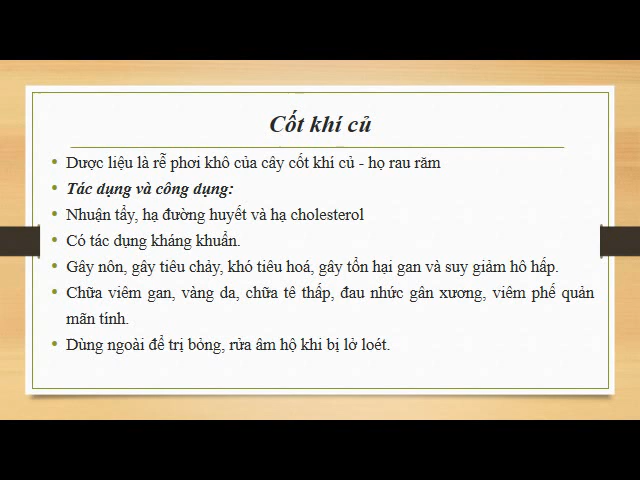 Cốt khí củ
• Dược liệu là rễ phơi khô của cây cốt khí củ - họ rau răm
• Tác dụng và công dụng:
• Nhuận tẩy, hạ đường huyết và hạ cholesterol
• Có tác dụng kháng khuẩn.
• Gây nôn, gây tiêu chảy, khó tiêu hoá, gây tổn hại gan và suy giảm hô hấp.
• Chữa viêm gan, vàng da, chữa tê thấp, đau nhức gân xương, viêm phế quản
mãn tính.
• Dùng ngoài để trị bỏng, rửa âm hộ khi bị lở loét.